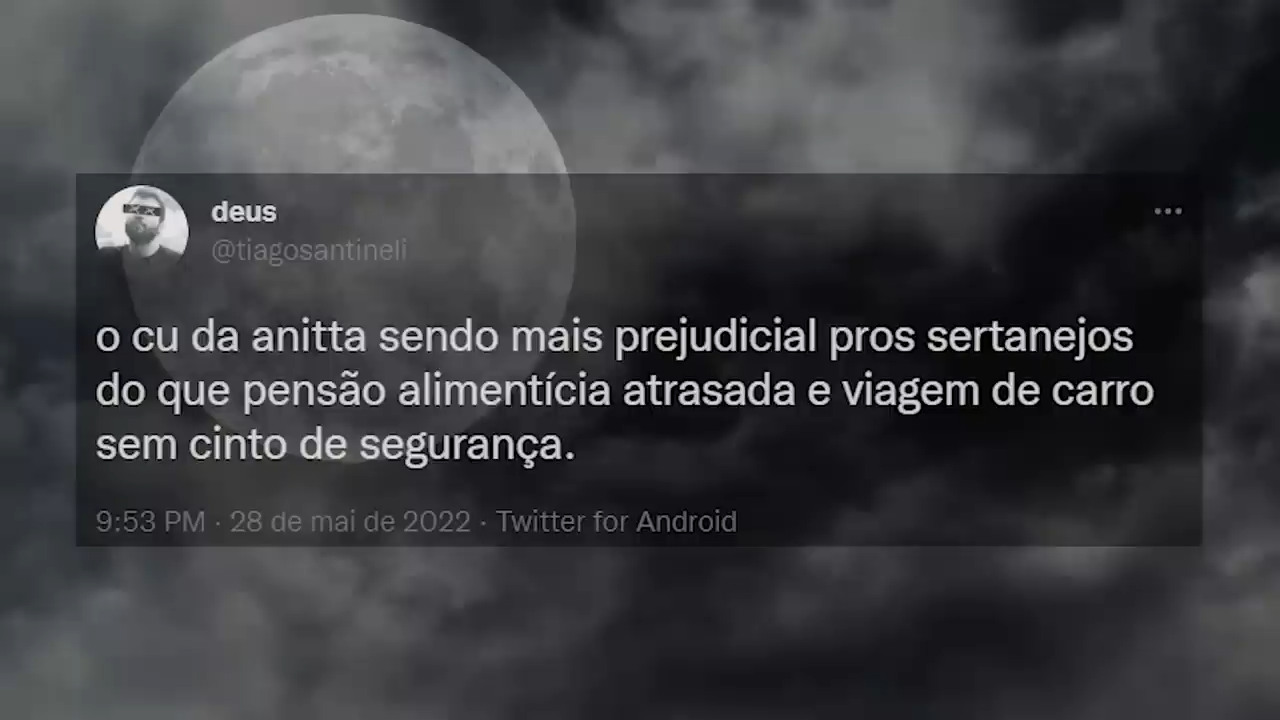 deus
@tiagosantineli
o cu da anitta sendo mais prejudicial pros sertanejos
do que pensão alimentícia atrasada e viagem de carro
sem cinto de segurança.
9:53 PM · 28 de mai de 2022 · Twitter for Android